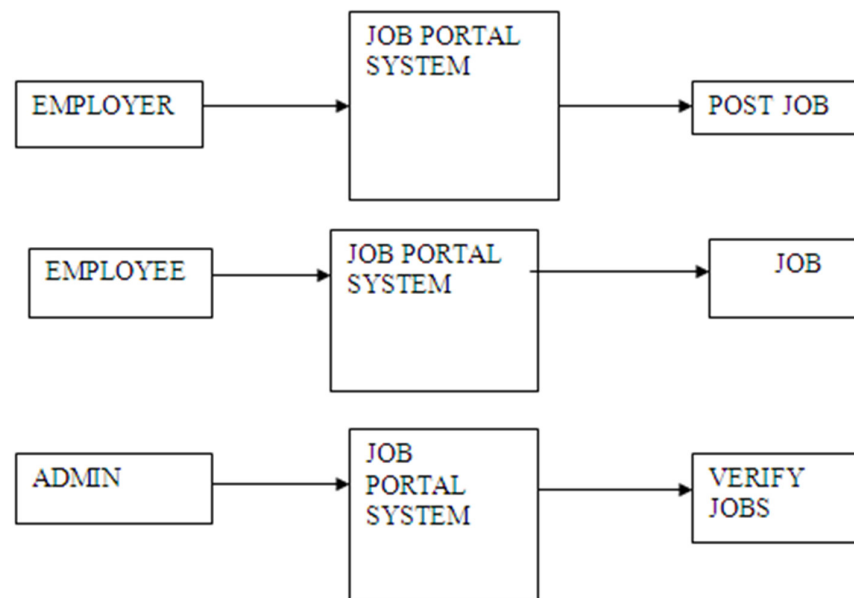 EMPLOYER
JOB PORTAL
SYSTEM
POST JOB
EMPLOYEE
JOB PORTAL
SYSTEM
JOB
ADMIN
JOB
PORTAL
SYSTEM
VERIFY
JOBS